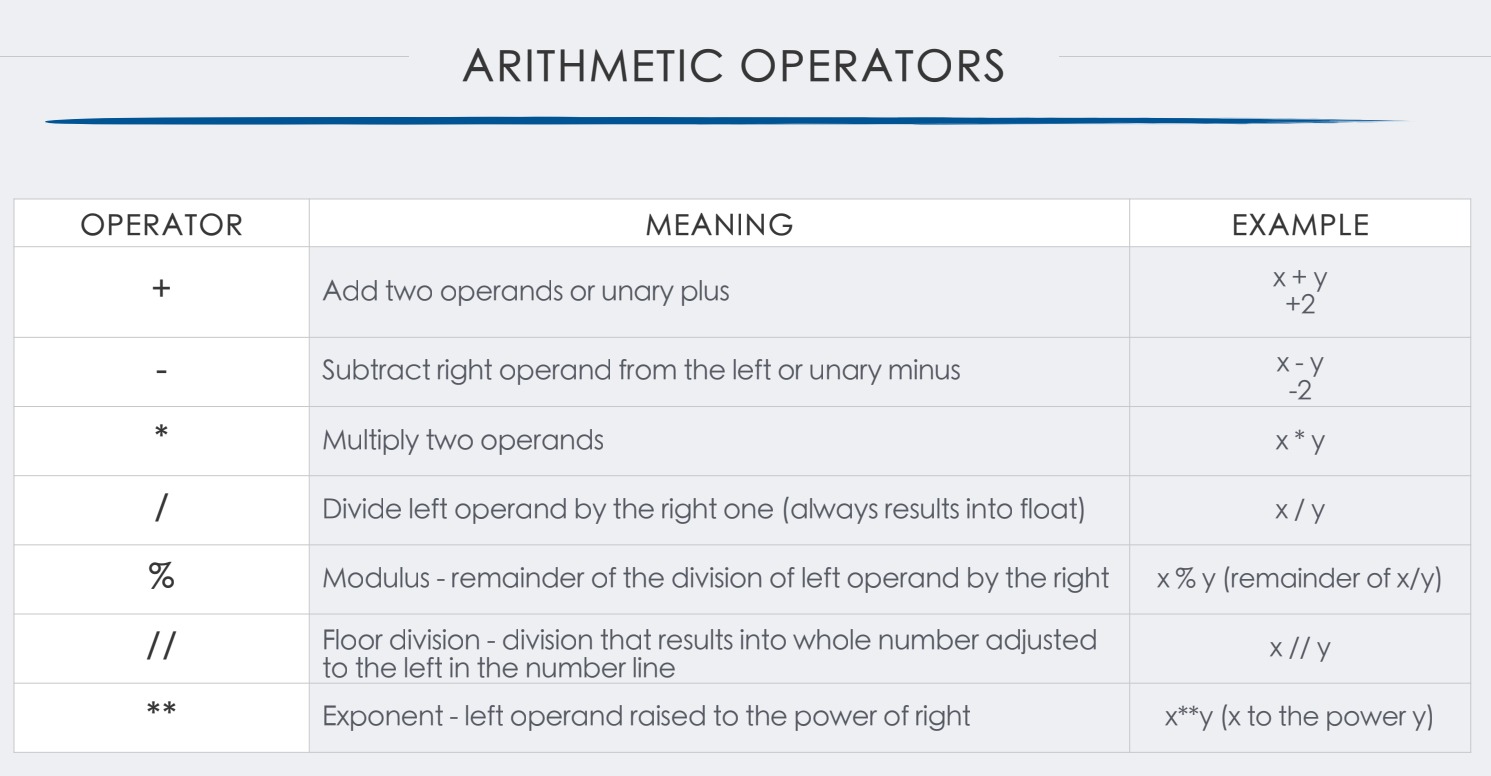 ARITHMETIC OPERATORS
OPERATOR MEANING EXAMPLE
+ Add two operands or unary plus x + y
+2
- Subtract right operand from the left or unary minus x - y
-2
* Multiply two operands x * y
/ Divide left operand by the right one (always results into float) x / y
% Modulus - remainder of the division of left operand by the right x % y (remainder of x/y)
// Floor division - division that results into whole number adjusted
to the left in the number line x // y
** Exponent - left operand raised to the power of right x**y (x to the power y)